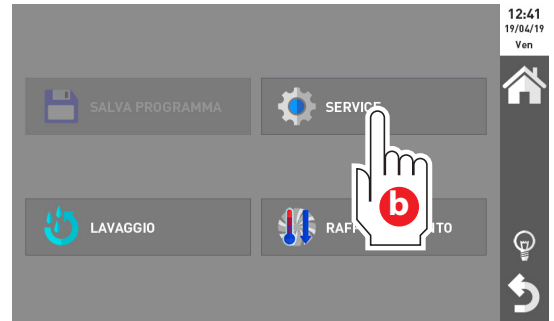 12:41
19/04/19
Ven
SALVA PROGRAMMA
SERVICE
b
LAVAGGIO